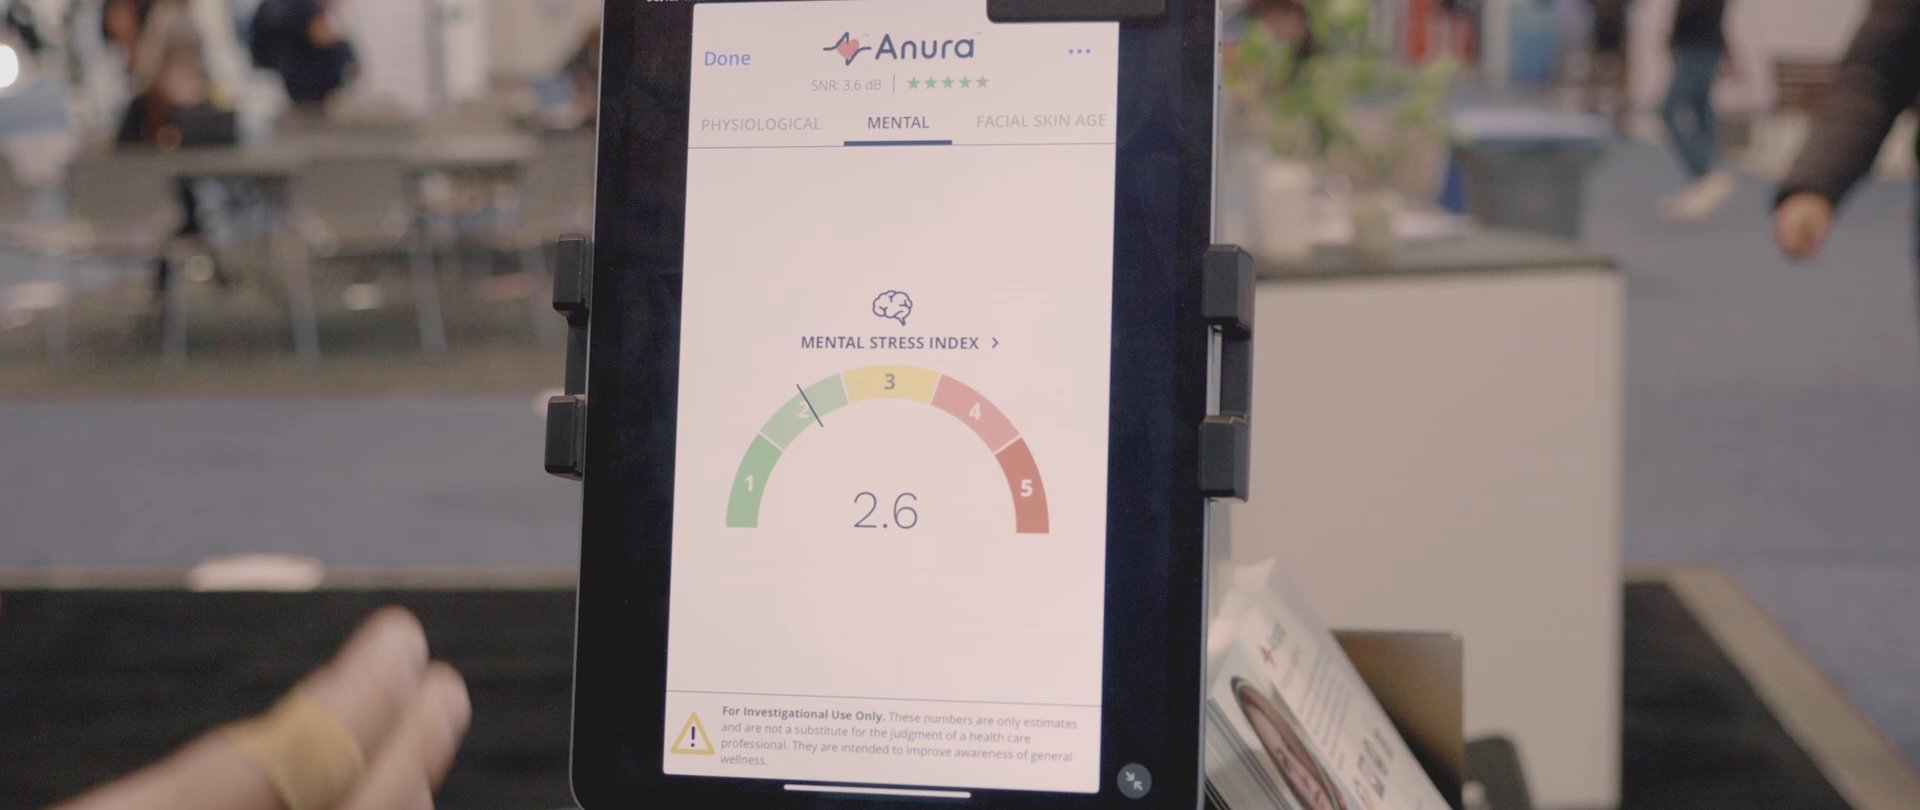 Done
Anura
SNR: 3.6 dB
PHYSIOLOGICAL
MENTAL
FACIAL SKIN AGE
MENTAL STRESS INDEX
1
2
3
4
5
2.6
For Investigational Use Only. These numbers are only estimates
and are not a substitute for the judgment of a health care
professional. They are intended to improve awareness of general
wellness.